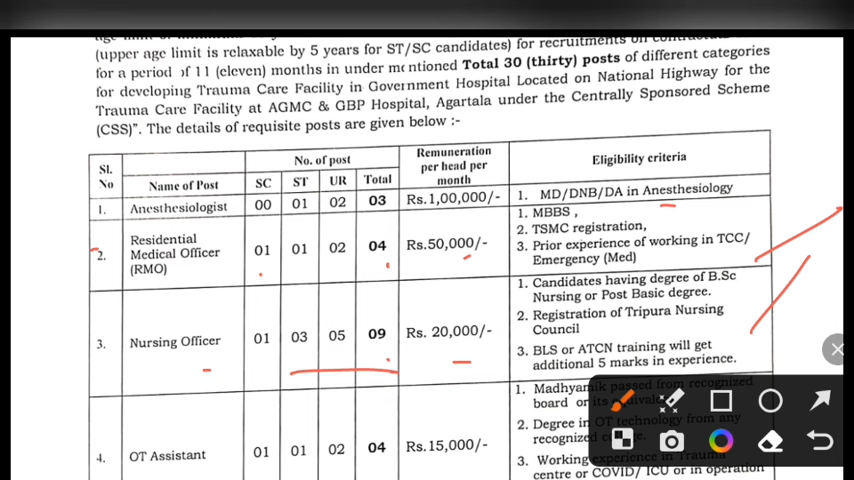 (upper age limit is relaxable by 5 years for ST/SC candidates) for recruitments on
for a period of 11 (eleven) months in under mentioned Total 30 (thirty) posts of different categories
for developing Trauma Care Facility in Government Hospital Located on National Highway for the
Trauma Care Facility at AGMC & GBP Hospital, Agartala under the Centrally Sponsored Scheme
(CSS)". The details of requisite posts are given below :-
Sl. No Name of Post No. of post SC ST UR Total Remuneration per head per month Eligibility criteria
1. Anesthesiologist 00 01 02 03 Rs.1,00,000/- 1. MD/DNB/DA in Anesthesiology
2. Residential Medical Officer (RMO) 01 01 02 04 Rs.50,000/- 1. MBBS ,
2. TSMC registration,
3. Prior experience of working in TCC/
Emergency (Med)
3. Nursing Officer 01 03 05 09 Rs. 20,000/- 1. Candidates having degree of B.Sc
Nursing or Post Basic degree.
2. Registration of Tripura Nursing
Council
3. BLS or ATCN training will get
additional 5 marks in experience.
4. OT Assistant 01 01 02 04 Rs.15,000/- 1. Madhyamik passed from recognized
board or its
2. Degree in OT technology from any
recognized
3. Working experience in Trauma
centre or COVID/ ICU or in operation